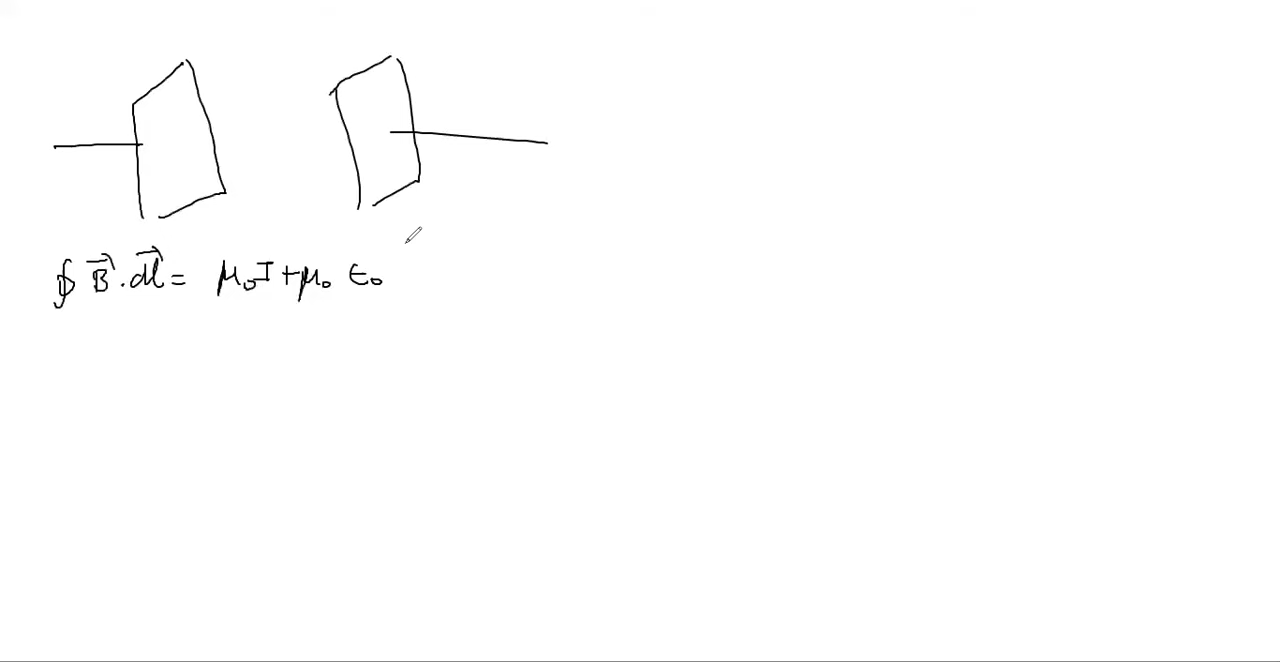 ∮ B⃗ . dl⃗ = μ₀I + μ₀ ε₀